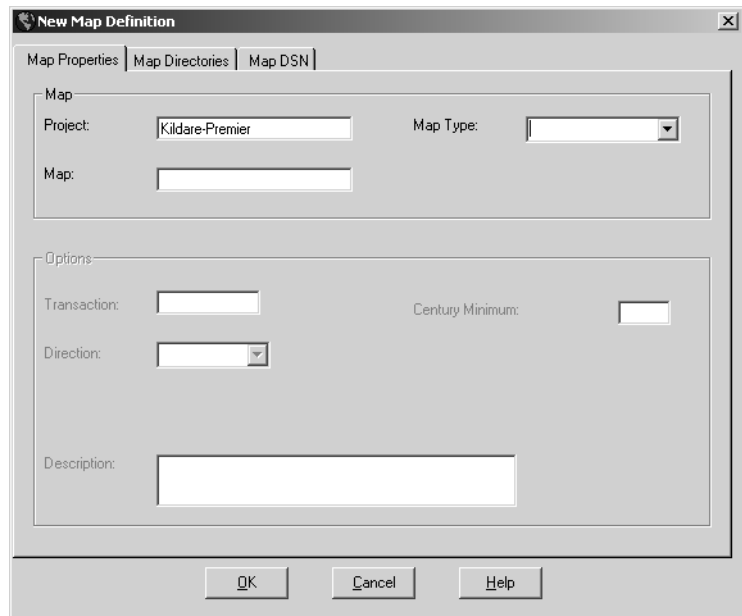 New Map Definition
Map Properties Map Directories Map DSN
Map
Project: Kildare-Premier Map Type:
Map:
Options
Transaction: Century Minimum:
Direction:
Description:
OK Cancel Help